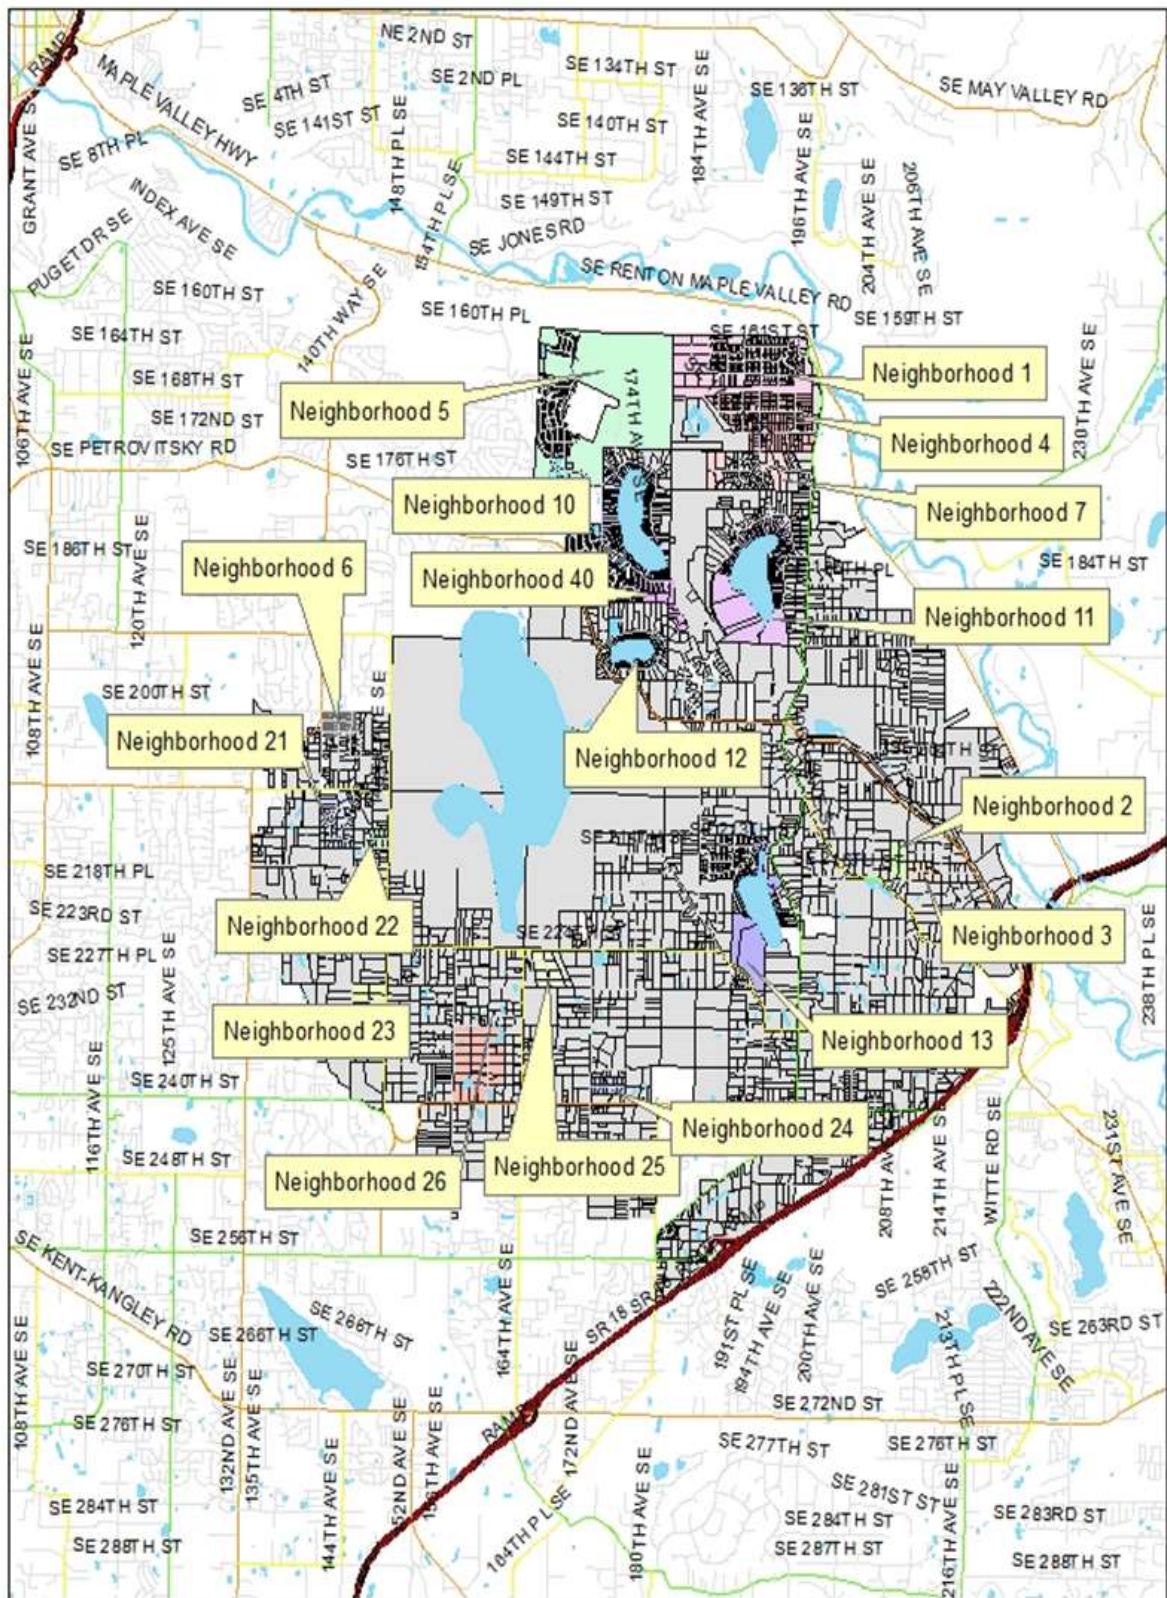 NE 2ND ST
SE 134TH ST
RAMP
MAPLE VALLEY HWY
SE 4TH ST
SE 2ND PL
184TH AVE SE
SE 136TH ST
SE MAY VALLEY RD
SE 141ST ST
SE 140TH ST
GRANT AVE S
SE 8TH PL
148TH PL SE
SE 144TH ST
196TH AVE SE
204TH AVE SE
206TH AVE SE
INDEX AVE SE
154TH PL SE
SE 149TH ST
SE JONES RD
PUGET DR SE
SE 160TH ST
140TH WAY SE
SE RENTON MAPLE VALLEY RD
SE 160TH PL
SE 161ST ST
SE 159TH ST
SE 164TH ST
106TH AVE SE
SE 168TH ST
Neighborhood 5
174TH AVE SE
Neighborhood 1
230TH AVE SE
SE 172ND ST
SE PETROVITSKY RD
SE 176TH ST
Neighborhood 4
Neighborhood 10
Neighborhood 7
SE 186TH ST
120TH AVE SE
Neighborhood 6
Neighborhood 40
SE 184TH ST
Neighborhood 11
108TH AVE SE
SE 200TH ST
Neighborhood 21
Neighborhood 12
Neighborhood 2
SE 218TH PL
SE 223RD ST
Neighborhood 22
Neighborhood 3
SE 227TH PL
125TH AVE SE
238TH PL SE
SE 232ND ST
Neighborhood 23
Neighborhood 13
116TH AVE SE
SE 240TH ST
Neighborhood 24
SE 248TH ST
Neighborhood 26
Neighborhood 25
208TH AV
214TH AVE S
WITTE RD SE
231ST AVE SE
SE 256TH ST
SE KENT-KANGLEY RD
164TH AVE SE
SR 18 SR
191ST PL SE
194TH AVE SE
200TH AVE SE
SE 258TH ST
213TH PL SE
222ND AVE SE
SE 263RD ST
SE 266TH ST
SE 266TH ST
108TH AVE SE
SE 270TH ST
SE 272ND ST
SE 276TH ST
132ND AVE SE
135TH AVE SE
144TH AVE SE
52ND AVE SE
156TH AVE SE
RAMP
172ND AVE SE
SE 277TH ST
SE 276TH ST
SE 281ST ST
SE 284TH ST
SE 284TH ST
SE 283RD ST
SE 288TH ST
184TH PL SE
180TH AVE SE
SE 287TH ST
216TH AVE SE
SE 288TH ST